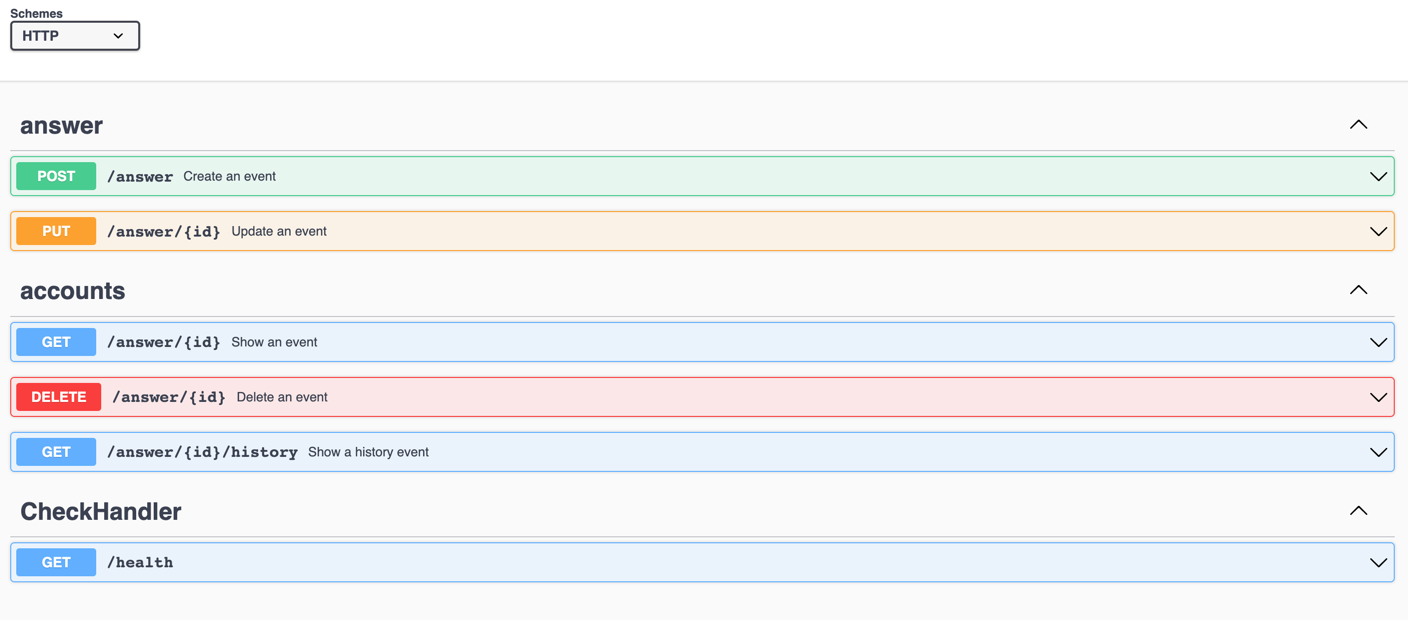 Schemes
HTTP
answer
POST /answer Create an event
PUT /answer/{id} Update an event
accounts
GET /answer/{id} Show an event
DELETE /answer/{id} Delete an event
GET /answer/{id}/history Show a history event
CheckHandler
GET /health